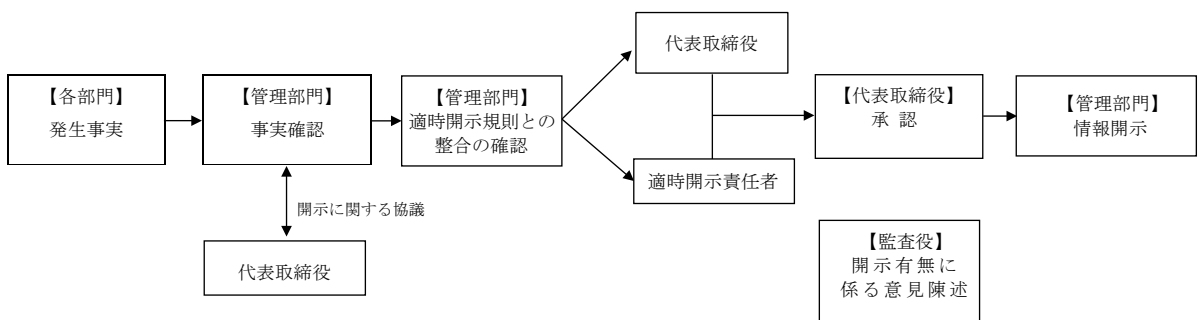 【各部門】
発生事実
【管理部門】
事実確認
開示に関する協議
代表取締役
【管理部門】
適時開示規則との
整合の確認
代表取締役
適時開示責任者
【代表取締役】
承 認
【監査役】
開示有無に
係る意見陳述
【管理部門】
情報開示